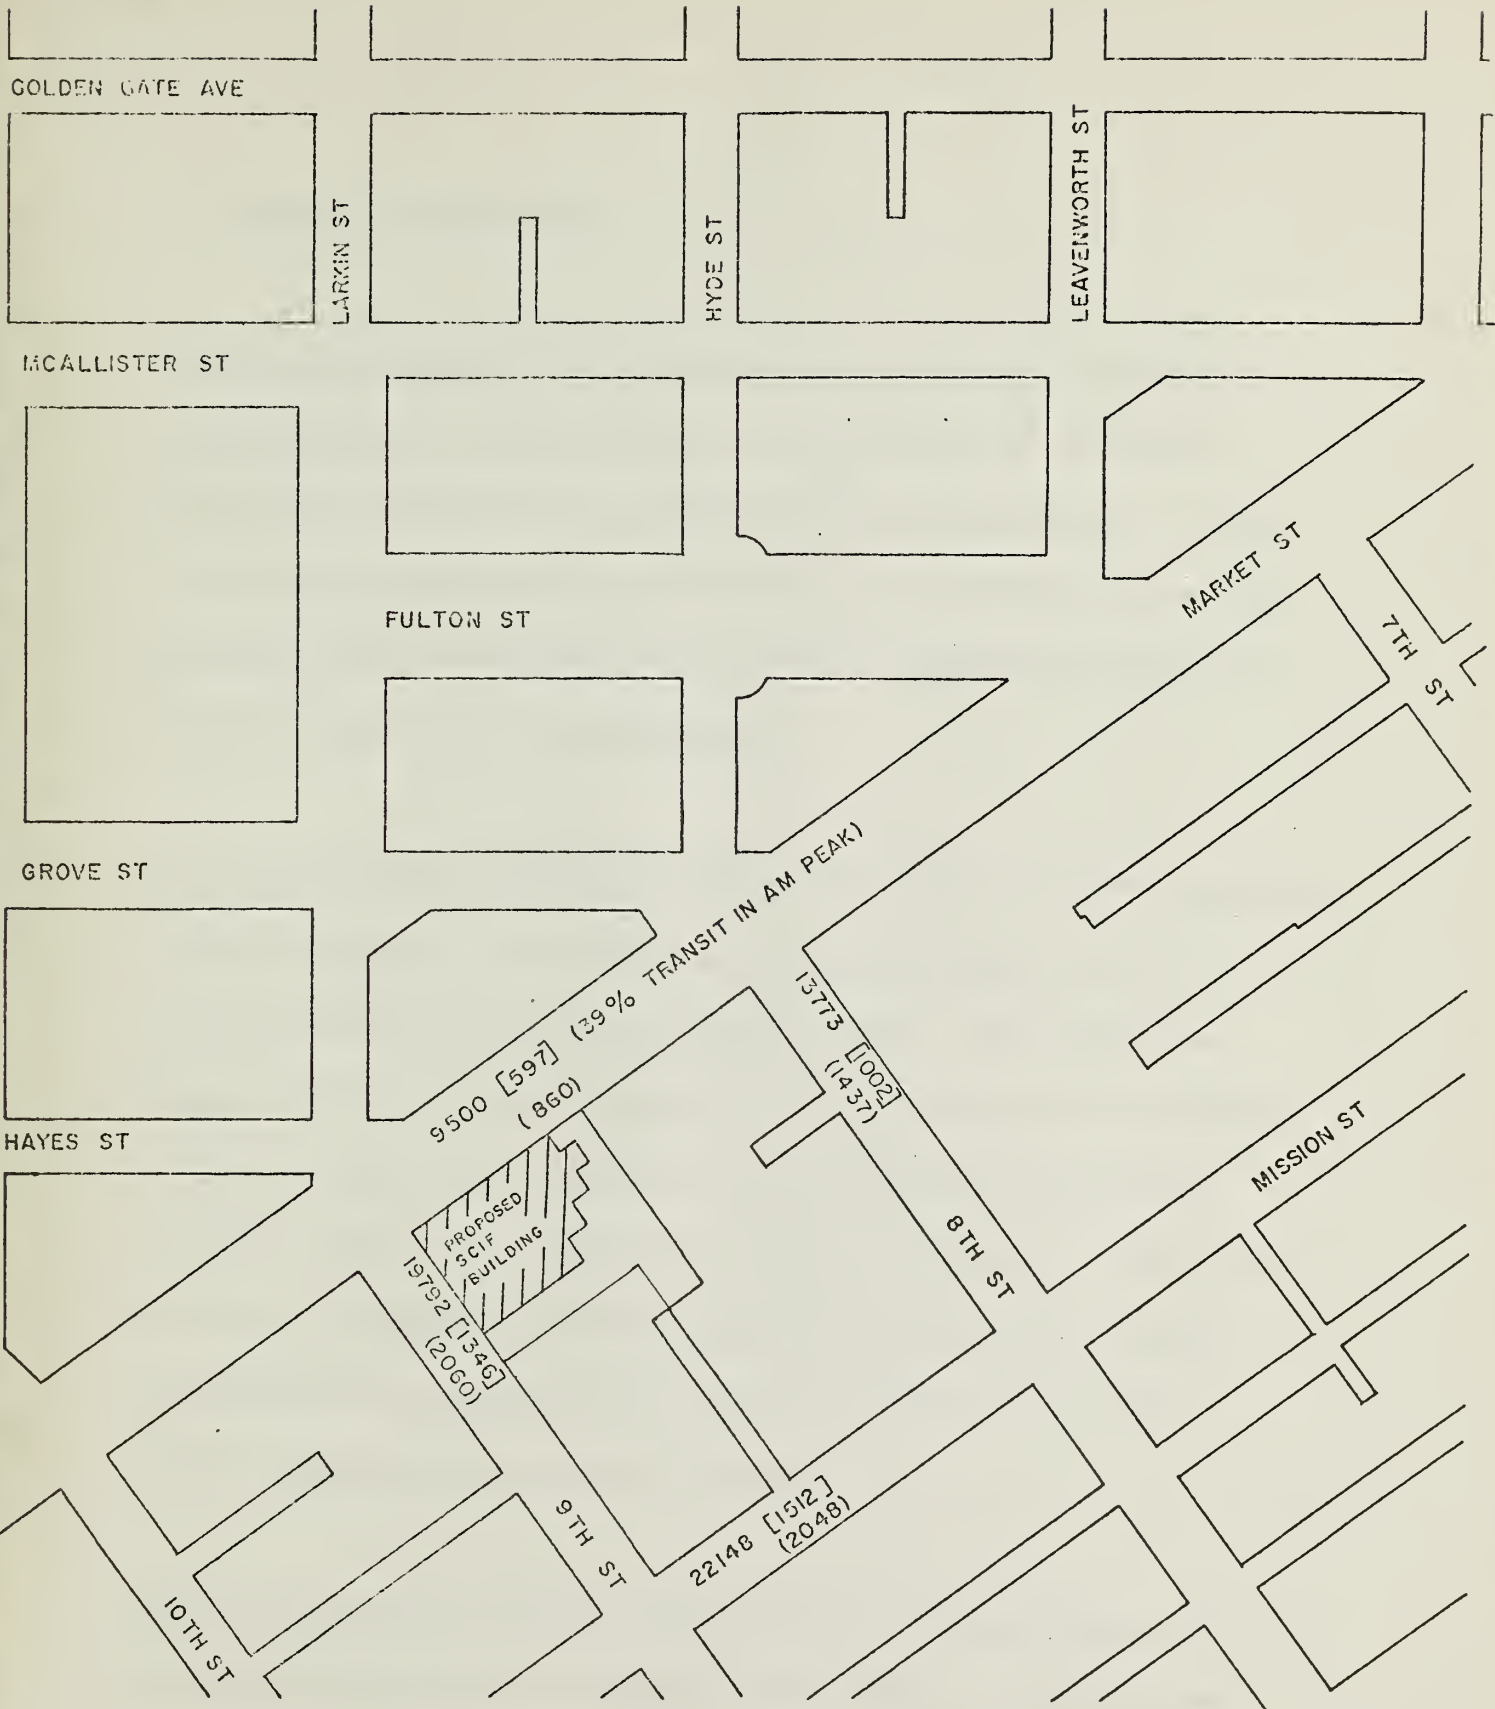 GOLDEN GATE AVE
LARKIN ST
HYDE ST
LEAVENWORTH ST
MCALLISTER ST
MARKET ST
7TH ST
FULTON ST
GROVE ST
9500 [597] (39% TRANSIT IN AM PEAK)
(860)
13773 [1002]
(1437)
HAYES ST
MISSION ST
PROPOSED
SCIF
BUILDING
8TH ST
19792 [1346]
(2060)
9TH ST
22148 [1512]
(2048)
10TH ST